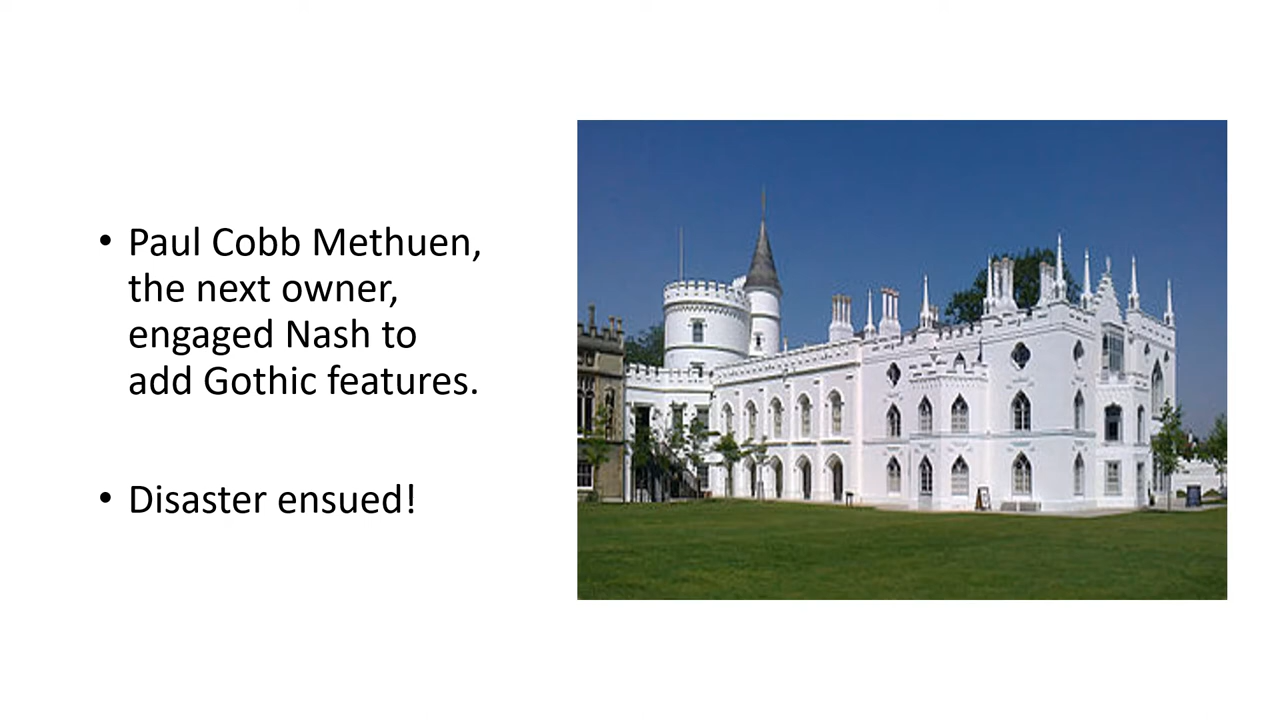 • Paul Cobb Methuen,
the next owner,
engaged Nash to
add Gothic features.
• Disaster ensued!